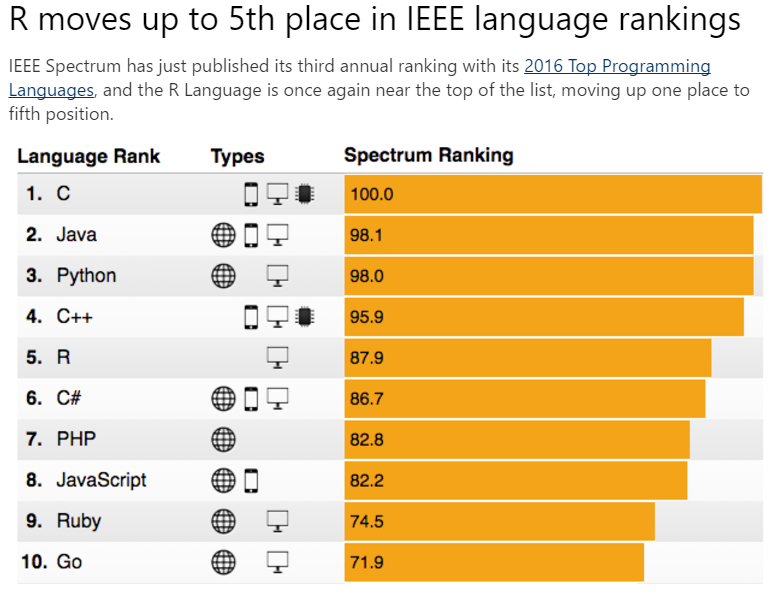 R moves up to 5th place in IEEE language rankings
IEEE Spectrum has just published its third annual ranking with its 2016 Top Programming
Languages, and the R Language is once again near the top of the list, moving up one place to
fifth position.
Language Rank Types Spectrum Ranking
1. C 100.0
2. Java 98.1
3. Python 98.0
4. C++ 95.9
5. R 87.9
6. C# 86.7
7. PHP 82.8
8. JavaScript 82.2
9. Ruby 74.5
10. Go 71.9